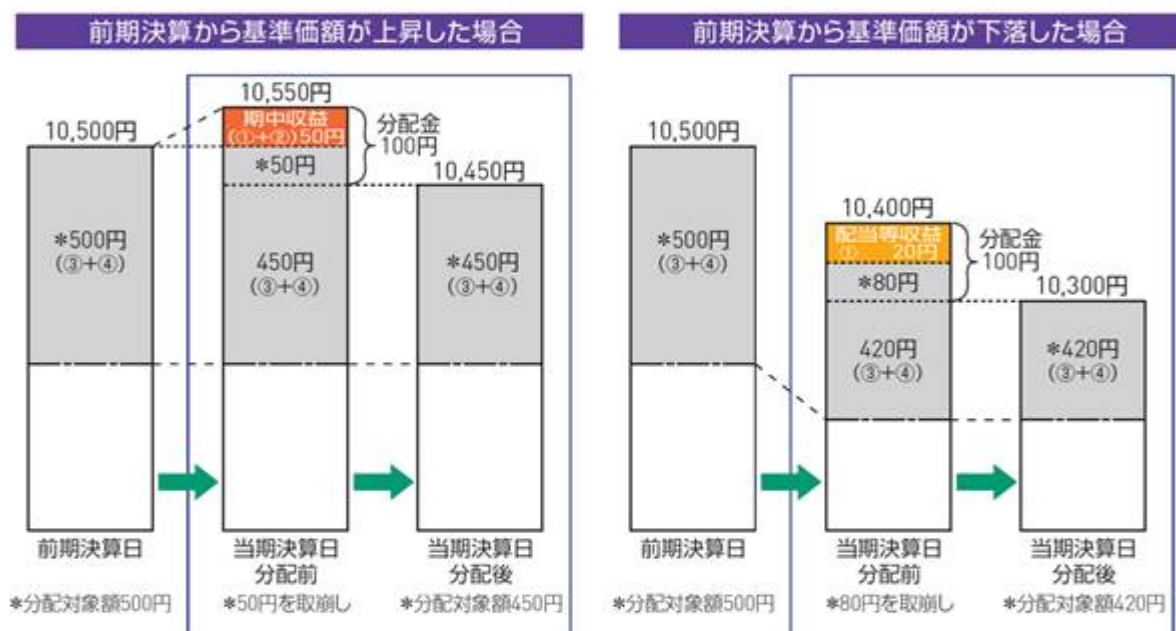 前期決算から基準価額が上昇した場合
10,550円
10,500円
期中収益
(①+②)50円
分配金
100円
*50円
10,450円
*500円
(③+④)
450円
(③+④)
*450円
(③+④)
前期決算日
当期決算日
分配前
当期決算日
分配後
*分配対象額500円
*50円を取崩し
*分配対象額450円
前期決算から基準価額が下落した場合
10,500円
10,400円
配当等収益
① 20円
分配金
100円
*80円
10,300円
*500円
(③+④)
420円
(③+④)
*420円
(③+④)
前期決算日
当期決算日
分配前
当期決算日
分配後
*分配対象額500円
*80円を取崩し
*分配対象額420円